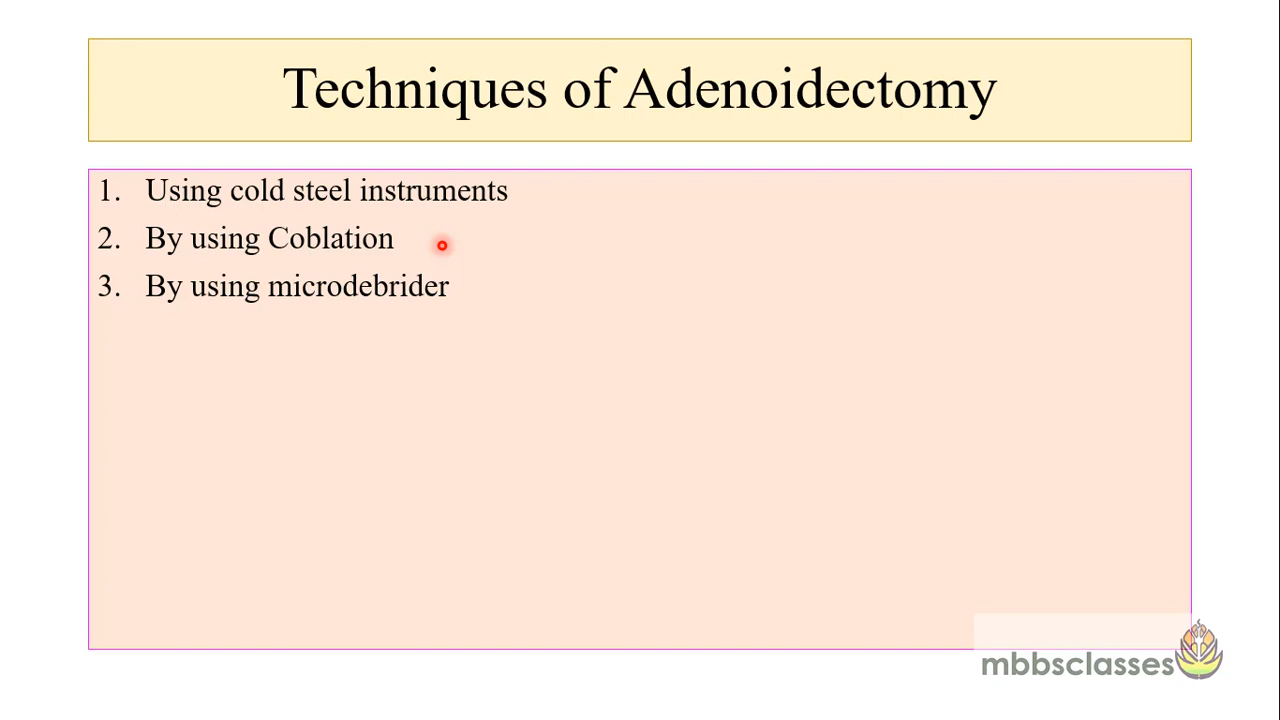 Techniques of Adenoidectomy
1. Using cold steel instruments
2. By using Coblation
3. By using microdebrider
mbbsclasses